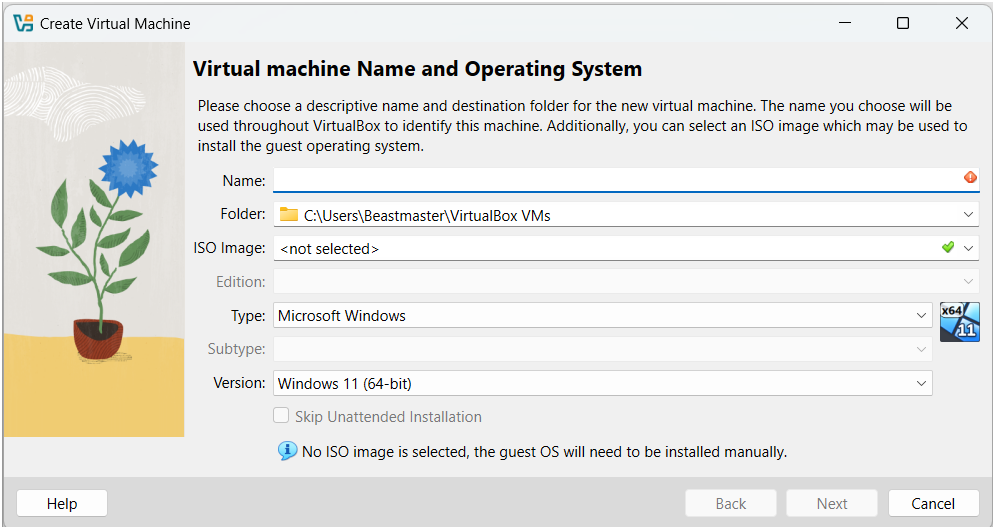 Create Virtual Machine
Virtual machine Name and Operating System
Please choose a descriptive name and destination folder for the new virtual machine. The name you choose will be
used throughout VirtualBox to identify this machine. Additionally, you can select an ISO image which may be used to
install the guest operating system.
Name:
Folder: C:\Users\Beastmaster\VirtualBox VMs
ISO Image: <not selected>
Edition:
Type: Microsoft Windows
x64
11
Subtype:
Version: Windows 11 (64-bit)
Skip Unattended Installation
No ISO image is selected, the guest OS will need to be installed manually.
Help Back Next Cancel